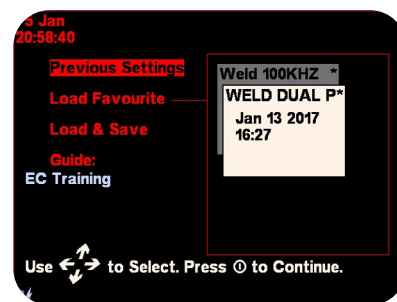 Jan
20:58:40
Previous Settings
Load Favourite
Load & Save
Guide:
EC Training
Weld 100KHZ *
WELD DUAL P*
Jan 13 2017
16:27
Use to Select. Press to Continue.